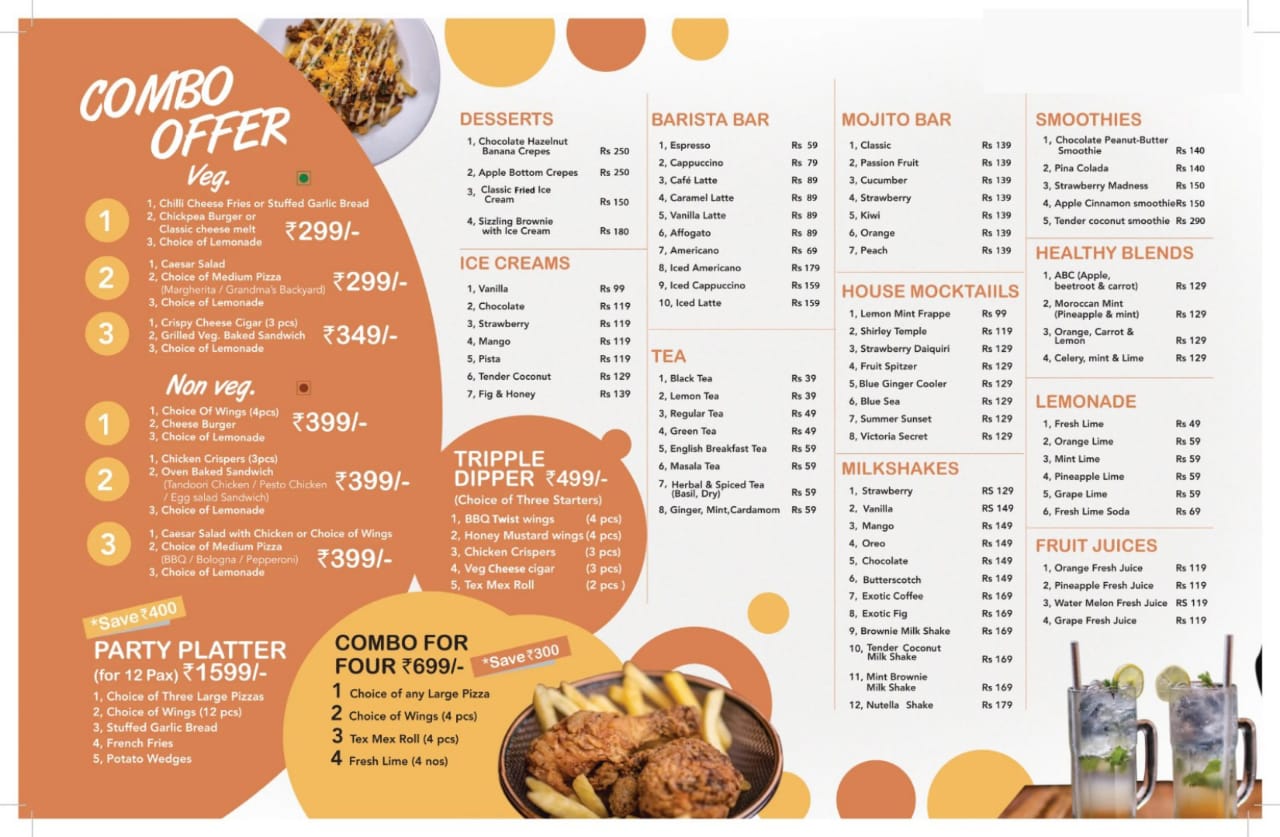 COMBO
OFFER
Veg.
1
1, Chilli Cheese Fries or Stuffed Garlic Bread
2, Chickpea Burger or
Classic cheese melt
3, Choice of Lemonade
₹299/-
2
1, Caesar Salad
2, Choice of Medium Pizza
(Margherita / Grandma's Backyard)
3, Choice of Lemonade
₹299/-
3
1, Crispy Cheese Cigar (3 pcs)
2, Grilled Veg. Baked Sandwich
3, Choice of Lemonade
₹349/-
Non veg.
1
1, Choice Of Wings (4pcs)
2, Cheese Burger
3, Choice of Lemonade
₹399/-
2
1, Chicken Crispers (3pcs)
2, Oven Baked Sandwich
(Tandoori Chicken / Pesto Chicken
/ Egg salad Sandwich)
3, Choice of Lemonade
₹399/-
3
1, Caesar Salad with Chicken or Choice of Wings
2, Choice of Medium Pizza
(BBQ / Bologna / Pepperoni)
3, Choice of Lemonade
₹399/-
*Save ₹400
PARTY PLATTER
(for 12 Pax) ₹1599/-
1, Choice of Three Large Pizzas
2, Choice of Wings (12 pcs)
3, Stuffed Garlic Bread
4, French Fries
5, Potato Wedges
COMBO FOR
FOUR ₹699/-
*Save ₹300
1 Choice of any Large Pizza
2 Choice of Wings (4 pcs)
3 Tex Mex Roll (4 pcs)
4 Fresh Lime (4 nos)
TRIPPLE
DIPPER ₹499/-
(Choice of Three Starters)
1, BBQ Twist wings (4 pcs)
2, Honey Mustard wings (4 pcs)
3, Chicken Crispers (3 pcs)
4, Veg Cheese cigar (3 pcs)
5, Tex Mex Roll (2 pcs )
DESSERTS
1, Chocolate Hazelnut
Banana Crepes Rs 250
2, Apple Bottom Crepes Rs 250
3, Classic Fried Ice
Cream Rs 150
4, Sizzling Brownie
with Ice Cream Rs 180
ICE CREAMS
1, Vanilla Rs 99
2, Chocolate Rs 119
3, Strawberry Rs 119
4, Mango Rs 119
5, Pista Rs 119
6, Tender Coconut Rs 129
7, Fig & Honey Rs 139
BARISTA BAR
1, Espresso Rs 59
2, Cappuccino Rs 79
3, Café Latte Rs 89
4, Caramel Latte Rs 89
5, Vanilla Latte Rs 89
6, Affogato Rs 89
7, Americano Rs 69
8, Iced Americano Rs 179
9, Iced Cappuccino Rs 159
10, Iced Latte Rs 159
TEA
1, Black Tea Rs 39
2, Lemon Tea Rs 39
3, Regular Tea Rs 49
4, Green Tea Rs 49
5, English Breakfast Tea Rs 59
6, Masala Tea Rs 59
7, Herbal & Spiced Tea
(Basil, Dry) Rs 59
8, Ginger, Mint,Cardamom Rs 59
MOJITO BAR
1, Classic Rs 139
2, Passion Fruit Rs 139
3, Cucumber Rs 139
4, Strawberry Rs 139
5, Kiwi Rs 139
6, Orange Rs 139
7, Peach Rs 139
HOUSE MOCKTAIILS
1, Lemon Mint Frappe Rs 99
2, Shirley Temple Rs 119
3, Strawberry Daiquiri Rs 129
4, Fruit Spitzer Rs 129
5,Blue Ginger Cooler Rs 129
6, Blue Sea Rs 129
7, Summer Sunset Rs 129
8, Victoria Secret Rs 129
MILKSHAKES
1, Strawberry RS 129
2, Vanilla RS 149
3, Mango Rs 149
4, Oreo Rs 149
5, Chocolate Rs 149
6, Butterscotch Rs 149
7, Exotic Coffee Rs 169
8, Exotic Fig Rs 169
9, Brownie Milk Shake Rs 169
10, Tender Coconut
Milk Shake Rs 169
11, Mint Brownie
Milk Shake Rs 169
12, Nutella Shake Rs 179
SMOOTHIES
1, Chocolate Peanut-Butter
Smoothie Rs 140
2, Pina Colada Rs 140
3, Strawberry Madness Rs 150
4, Apple Cinnamon smoothie Rs 150
5, Tender coconut smoothie Rs 290
HEALTHY BLENDS
1, ABC (Apple,
beetroot & carrot) Rs 129
2, Moroccan Mint
(Pineapple & mint) Rs 129
3, Orange, Carrot &
Lemon Rs 129
4, Celery, mint & Lime Rs 129
LEMONADE
1, Fresh Lime Rs 49
2, Orange Lime Rs 59
3, Mint Lime Rs 59
4, Pineapple Lime Rs 59
5, Grape Lime Rs 59
6, Fresh Lime Soda Rs 69
FRUIT JUICES
1, Orange Fresh Juice Rs 119
2, Pineapple Fresh Juice Rs 119
3, Water Melon Fresh Juice RS 119
4, Grape Fresh Juice Rs 119